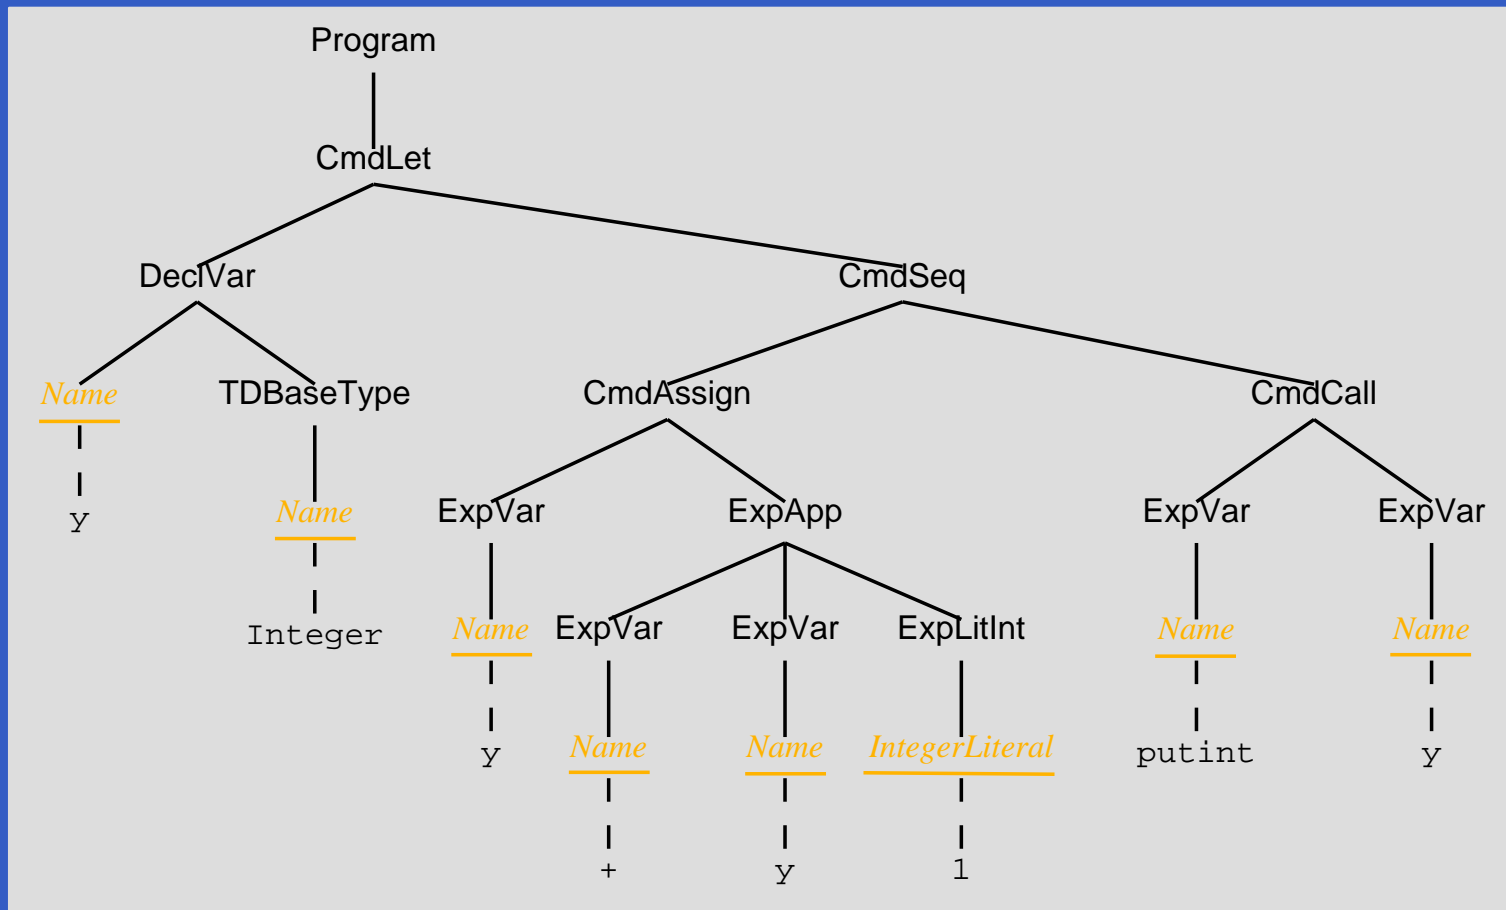 Program
CmdLet
DeclVar CmdSeq
Name TDBaseType CmdAssign CmdCall
y Name ExpVar ExpApp ExpVar ExpVar
Integer Name ExpVar ExpVar ExpLitInt Name Name
y Name Name IntegerLiteral putint y
+ y 1